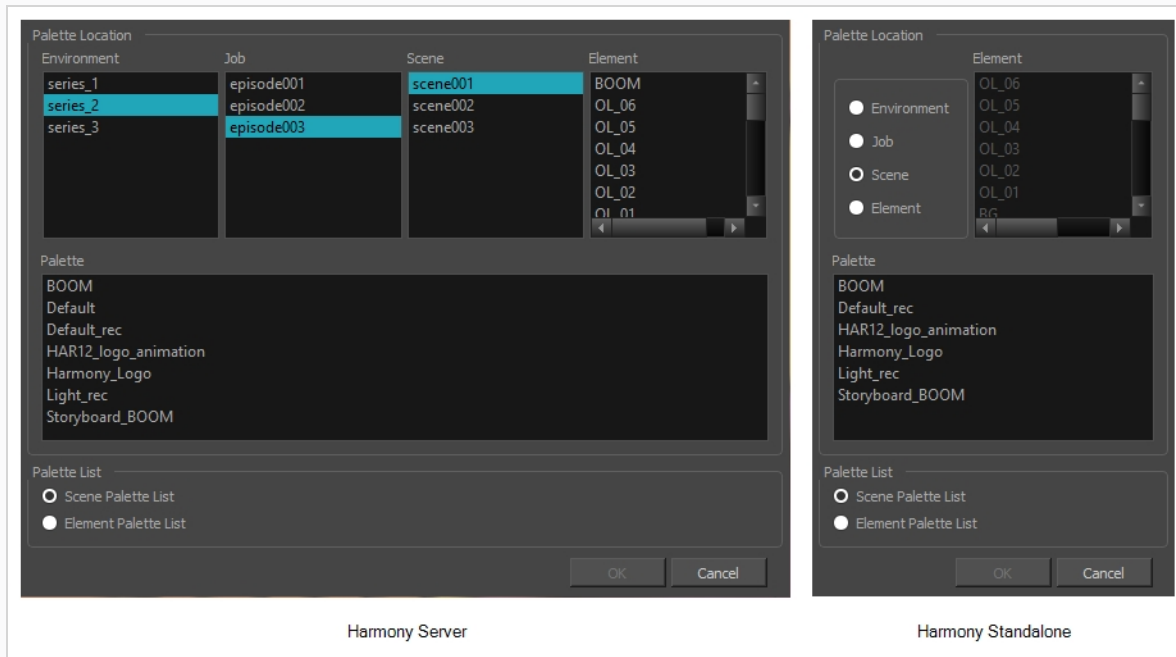 Palette Location
Environment Job Scene Element
series_1 episode001 scene001 BOOM
series_2 episode002 scene002 OL_06
series_3 episode003 scene003 OL_05
OL_04
OL_03
OL_02
OL_01
Palette
BOOM
Default
Default_rec
HAR12_logo_animation
Harmony_Logo
Light_rec
Storyboard_BOOM
Palette List
Scene Palette List
Element Palette List
OK Cancel
Harmony Server
Palette Location
Element
Environment
Job
Scene
Element
OL_06
OL_05
OL_04
OL_03
OL_02
OL_01
BG
Palette
BOOM
Default_rec
HAR12_logo_animation
Harmony_Logo
Light_rec
Storyboard_BOOM
Palette List
Scene Palette List
Element Palette List
OK Cancel
Harmony Standalone